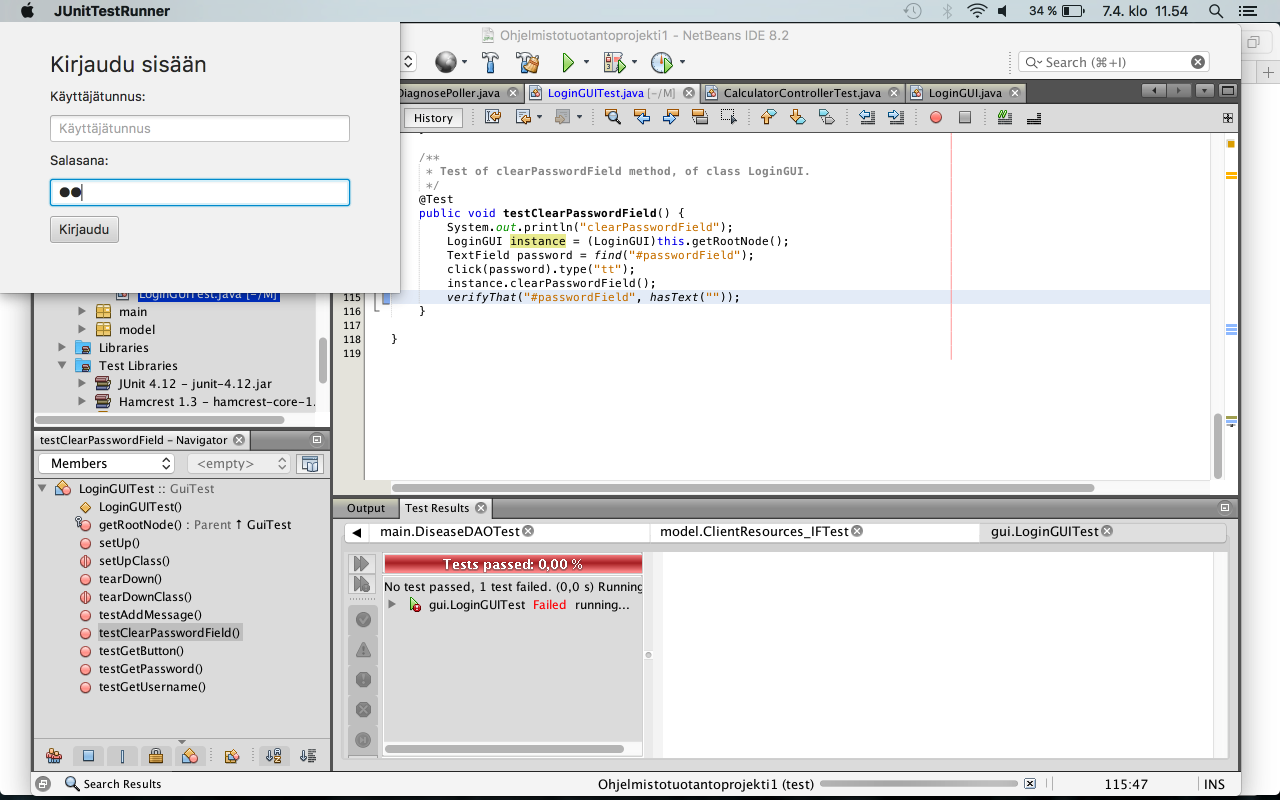 JUnitTestRunner
34 %
7.4. klo 11.54
Kirjaudu sisään
Käyttäjätunnus:
Käyttäjätunnus
Salasana:
Kirjaudu
Ohjelmistotuotantoprojekti1 - NetBeans IDE 8.2
Search (⌘+I)
DiagnosePoller.java
LoginGUITest.java [-/M]
CalculatorControllerTest.java
LoginGUI.java
History
/**
* Test of clearPasswordField method, of class LoginGUI.
*/
@Test
public void testClearPasswordField() {
System.out.println("clearPasswordField");
LoginGUI instance = (LoginGUI)this.getRootNode();
TextField password = find("#passwordField");
click(password).type("tt");
instance.clearPasswordField();
115 verifyThat("#passwordField", hasText(""));
116 }
117
118 }
119
LoginGUITest.java [-/M]
main
model
Libraries
Test Libraries
JUnit 4.12 - junit-4.12.jar
Hamcrest 1.3 - hamcrest-core-1.
testClearPasswordField - Navigator
Members
<empty>
LoginGUITest :: GuiTest
LoginGUITest()
getRootNode() : Parent ↑ GuiTest
setUp()
setUpClass()
tearDown()
tearDownClass()
testAddMessage()
testClearPasswordField()
testGetButton()
testGetPassword()
testGetUsername()
Output
Test Results
main.DiseaseDAOTest
model.ClientResources_IFTest
gui.LoginGUITest
Tests passed: 0,00 %
No test passed, 1 test failed. (0,0 s) Running
gui.LoginGUITest Failed running...
Search Results
Ohjelmistotuotantoprojekti1 (test)
115:47
INS